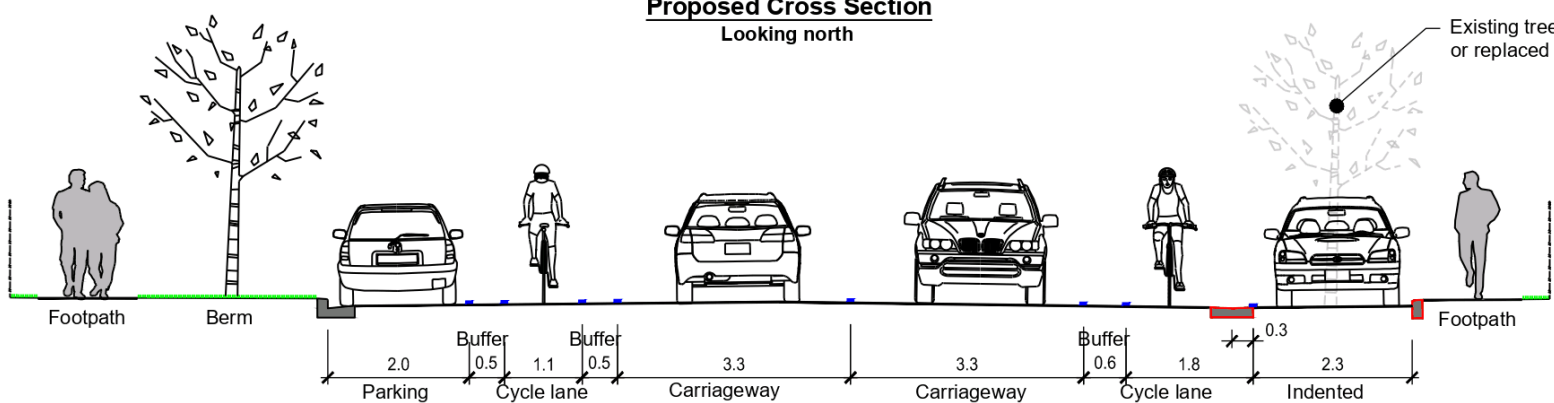 Proposed Cross Section
Looking north
Existing tree
or replaced
Footpath
Berm
Footpath
Buffer
Buffer
Buffer
0.3
2.0
0.5
1.1
0.5
3.3
3.3
0.6
1.8
2.3
Parking
Cycle lane
Carriageway
Carriageway
Cycle lane
Indented